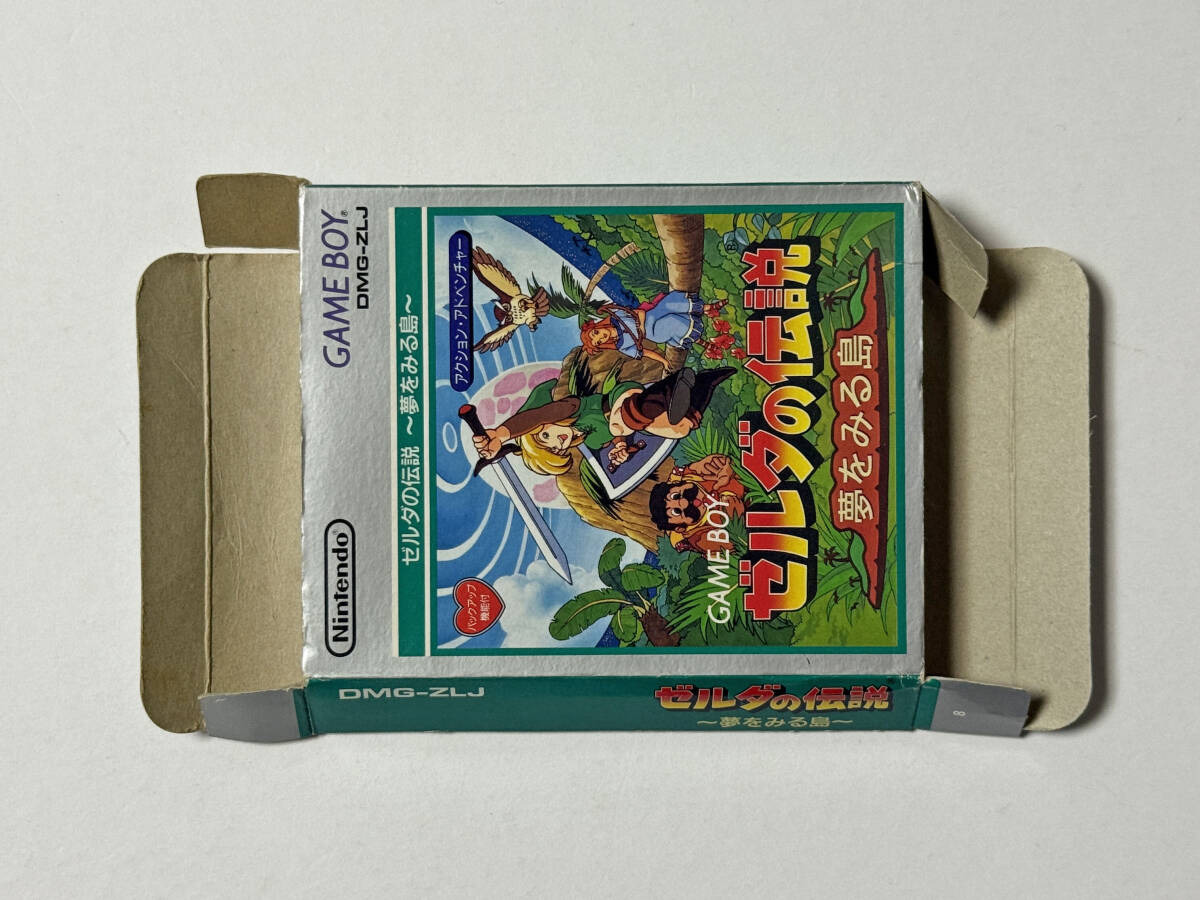 Nintendo®
GAME BOY®
DMG-ZLJ
ゼルダの伝説 ～夢をみる島～
バックアップ
機能付
アクション・アドベンチャー
GAME BOY
ゼルダの伝説®
夢をみる島
DMG-ZLJ
ゼルダの伝説
～夢をみる島～
8